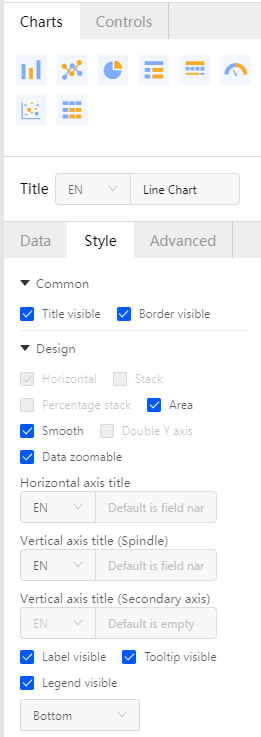 Charts Controls
Title EN Line Chart
Data Style Advanced
Common
Title visible Border visible
Design
Horizontal Stack
Percentage stack Area
Smooth Double Y axis
Data zoomable
Horizontal axis title
EN Default is field nar
Vertical axis title (Spindle)
EN Default is field nar
Vertical axis title (Secondary axis)
EN Default is empty
Label visible Tooltip visible
Legend visible
Bottom